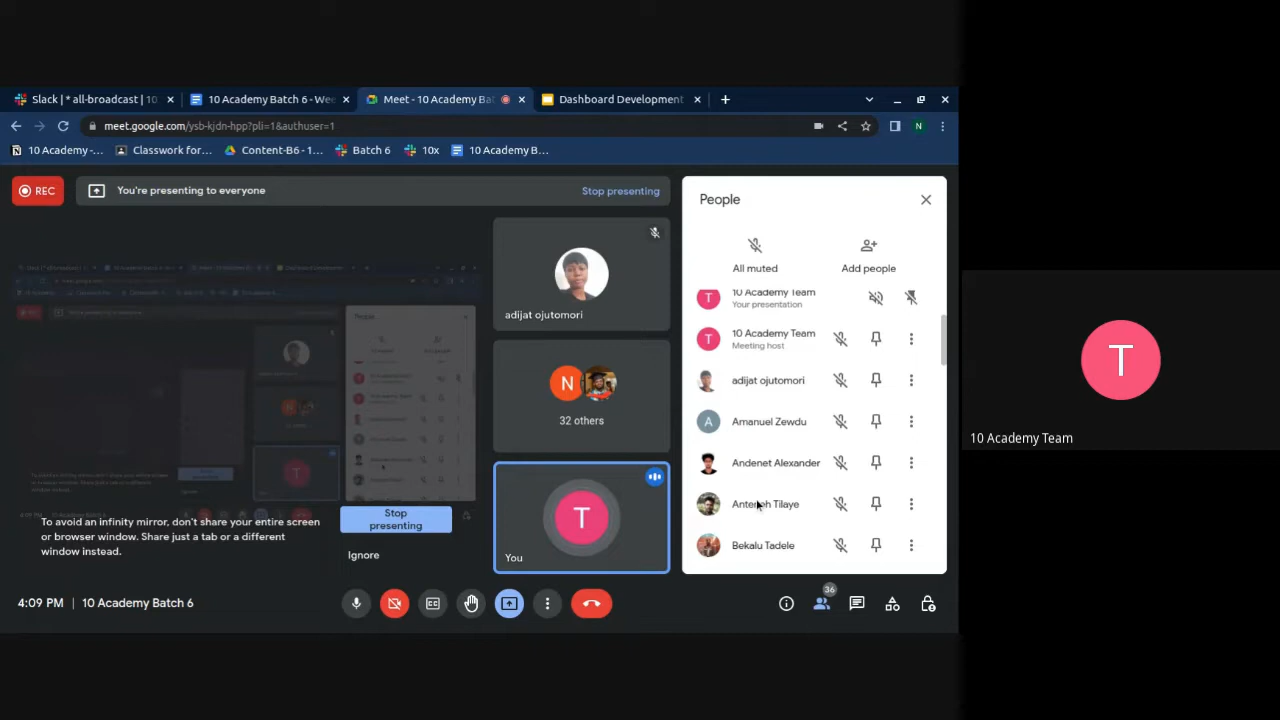 Slack | * all-broadcast | 10
10 Academy Batch 6 - Wee
Meet - 10 Academy Bat
Dashboard Development
meet.google.com/ysb-kjdn-hpp?pli=1&authuser=1
N
10 Academy -...
Classwork for...
Content-B6 - 1...
Batch 6
10x
10 Academy B...
REC
You're presenting to everyone
Stop presenting
adijat ojutomori
N
32 others
T
You
To avoid an infinity mirror, don't share your entire screen
or browser window. Share just a tab or a different
window instead.
Stop
presenting
Ignore
People
All muted
Add people
T
10 Academy Team
Your presentation
T
10 Academy Team
Meeting host
adijat ojutomori
A
Amanuel Zewdu
Andenet Alexander
Tilaye
Bekalu Tadele
4:09 PM | 10 Academy Batch 6
36
T
10 Academy Team